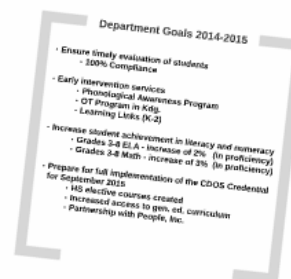 Department Goals 2014-2015
- Ensure timely evaluation of students
- 100% Compliance
- Early intervention services
- Phonological Awareness Program
- OT Program in Kdg.
- Learning Links (K-2)
- Increase student achievement in literacy and numeracy
- Grades 3-8 ELA - increase of 2% (in proficiency)
- Grades 3-8 Math - increase of 3% (in proficiency)
- Prepare for full implementation of the CDOS Credential
for September 2015
- HS elective courses created
- Increased access to gen. ed. curriculum
- Partnership with People, Inc.